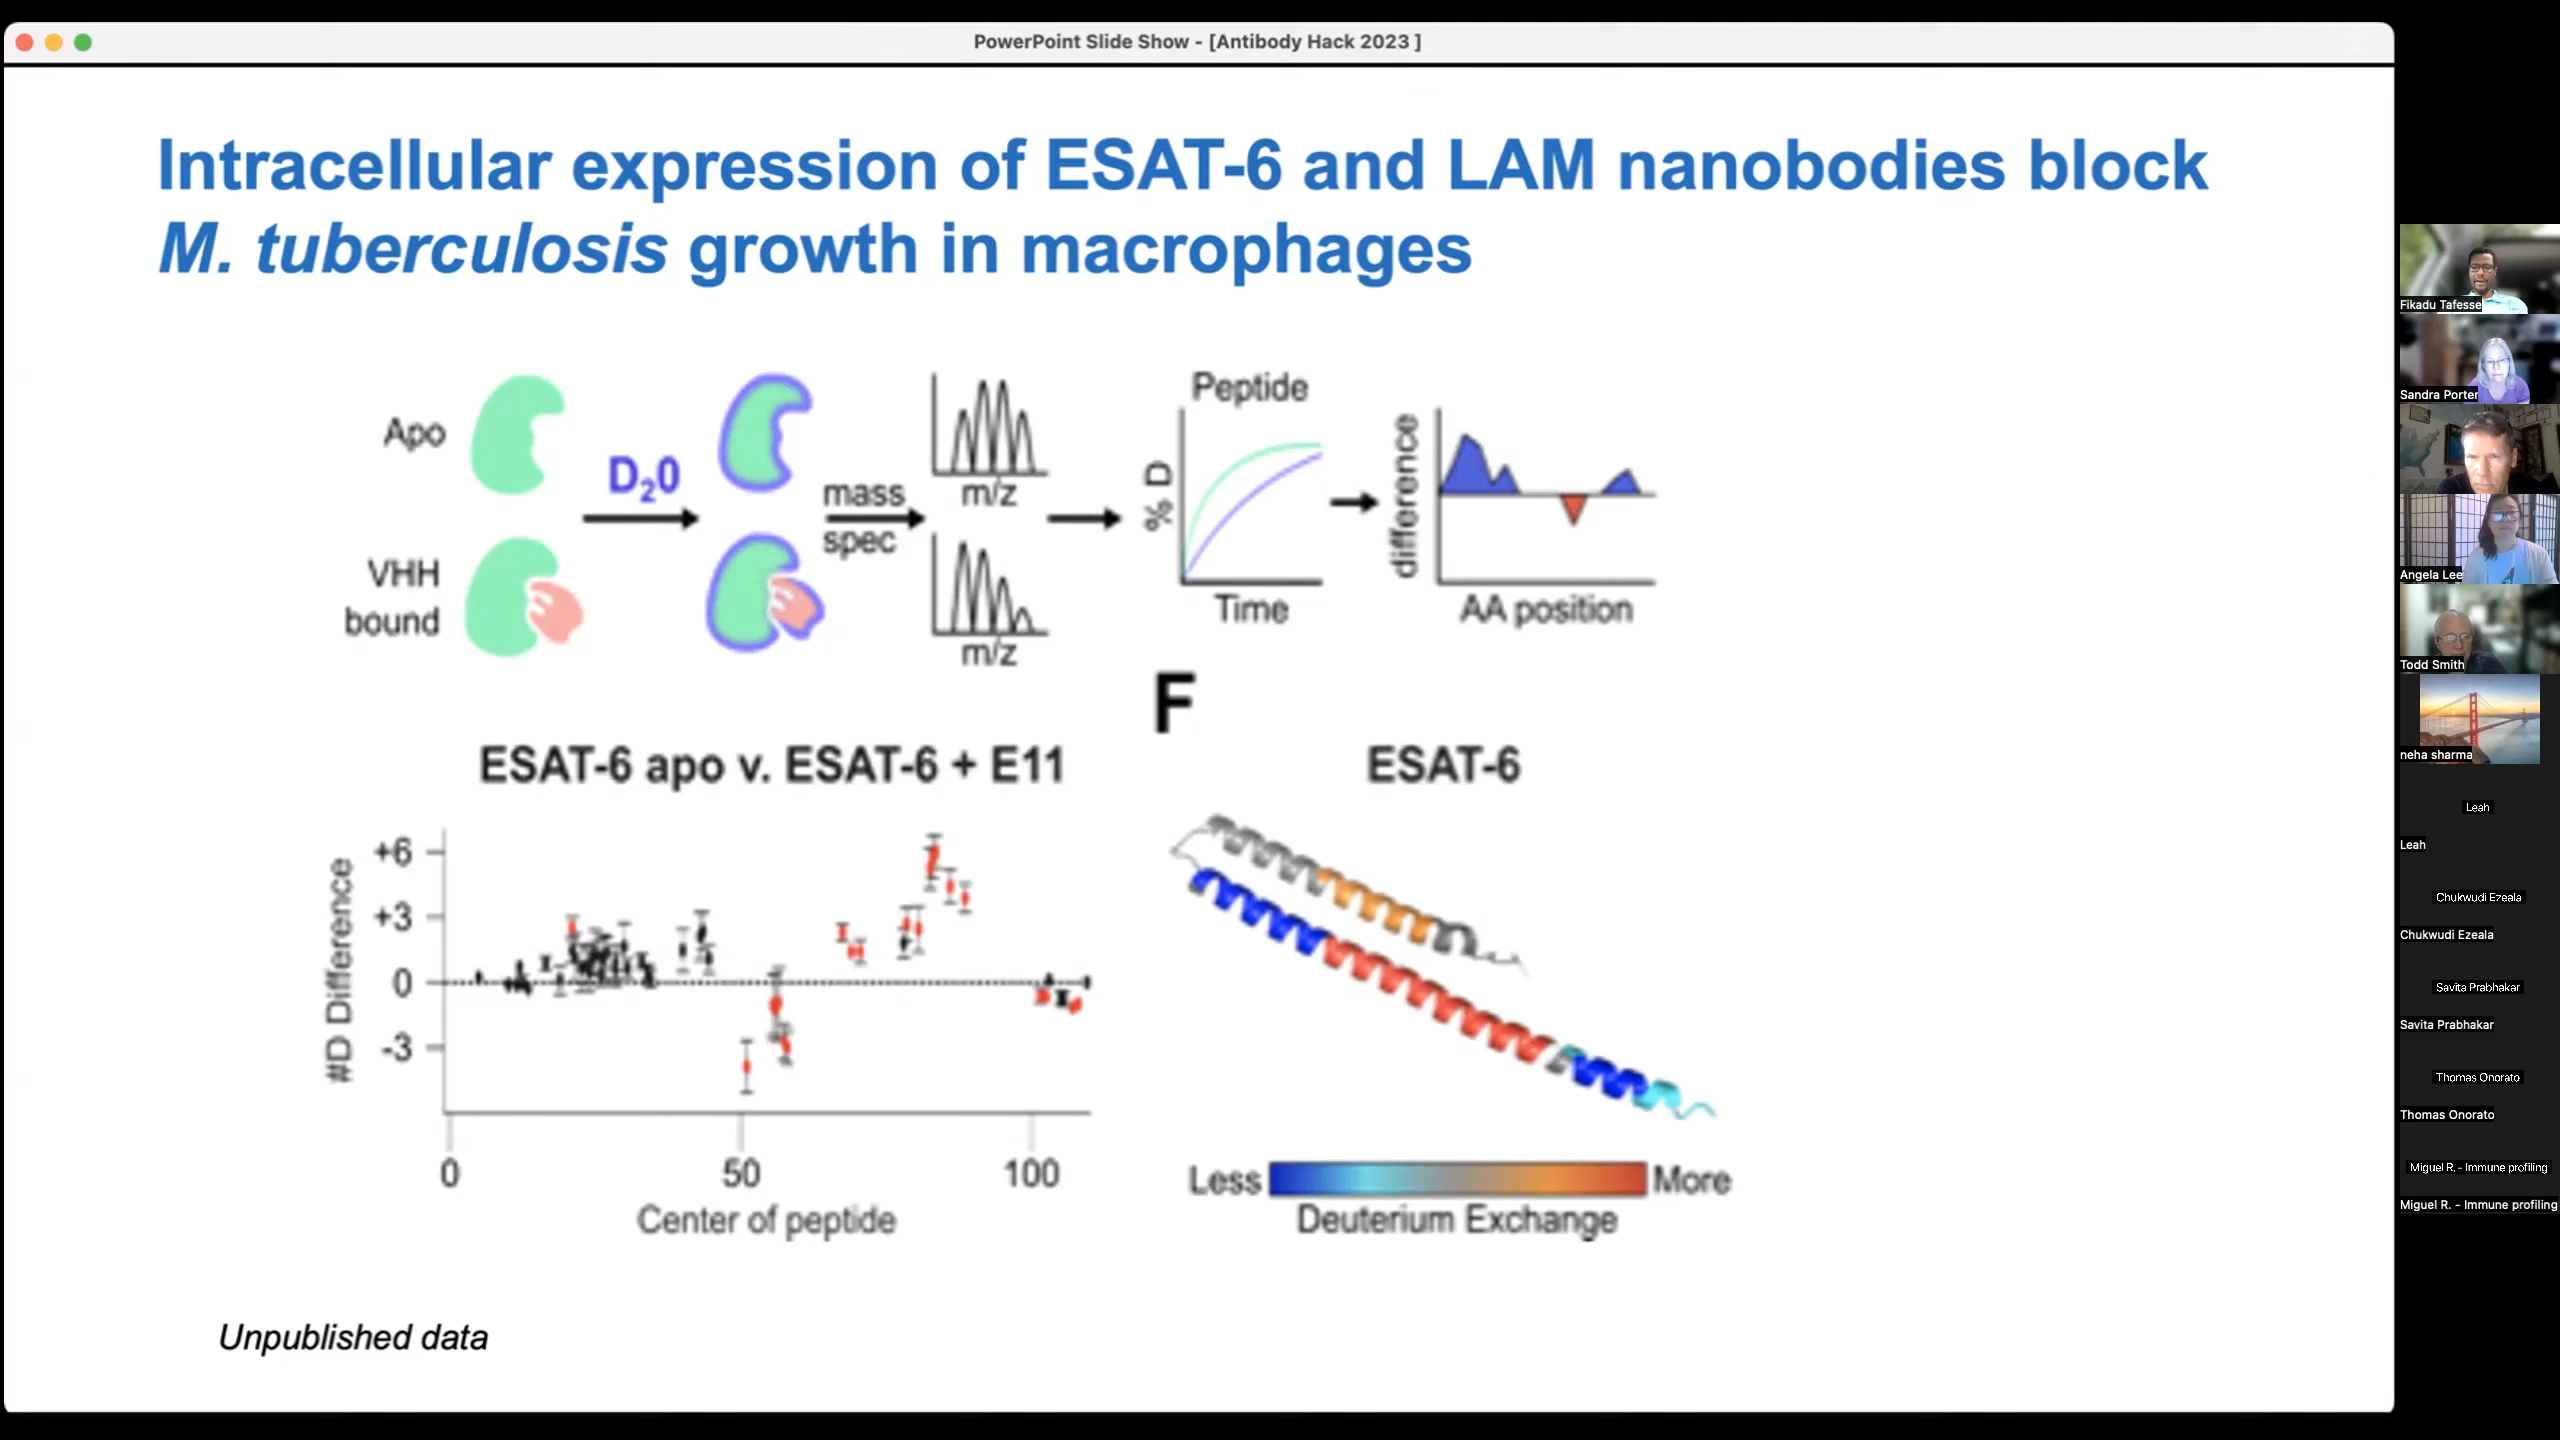 PowerPoint Slide Show - [Antibody Hack 2023 ]
Intracellular expression of ESAT-6 and LAM nanobodies block
M. tuberculosis growth in macrophages
Apo
VHH
bound
D₂0
mass
spec
m/z
m/z
Peptide
% D
Time
difference
AA position
F
ESAT-6 apo v. ESAT-6 + E11
#D Difference
+6
+3
0
-3
0
50
100
Center of peptide
ESAT-6
Less
More
Deuterium Exchange
Unpublished data
Fikadu Tafesse
Sandra Porter
Angela Lee
Todd Smith
neha sharma
Leah
Leah
Chukwudi Ezeala
Chukwudi Ezeala
Savita Prabhakar
Savita Prabhakar
Thomas Onorato
Thomas Onorato
Miguel R. - Immune profiling
Miguel R. - Immune profiling